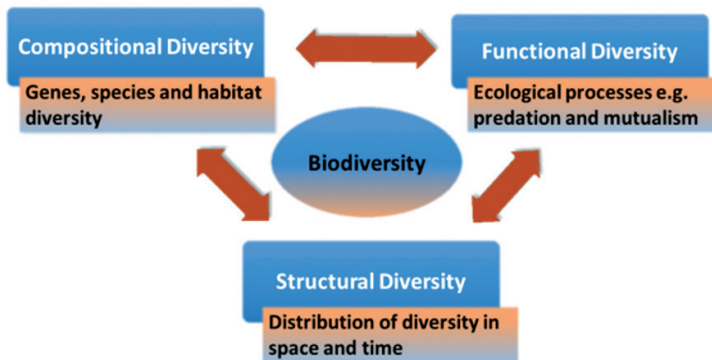 Compositional Diversity
Genes, species and habitat
diversity
Functional Diversity
Ecological processes e.g.
predation and mutualism
Biodiversity
Structural Diversity
Distribution of diversity in
space and time